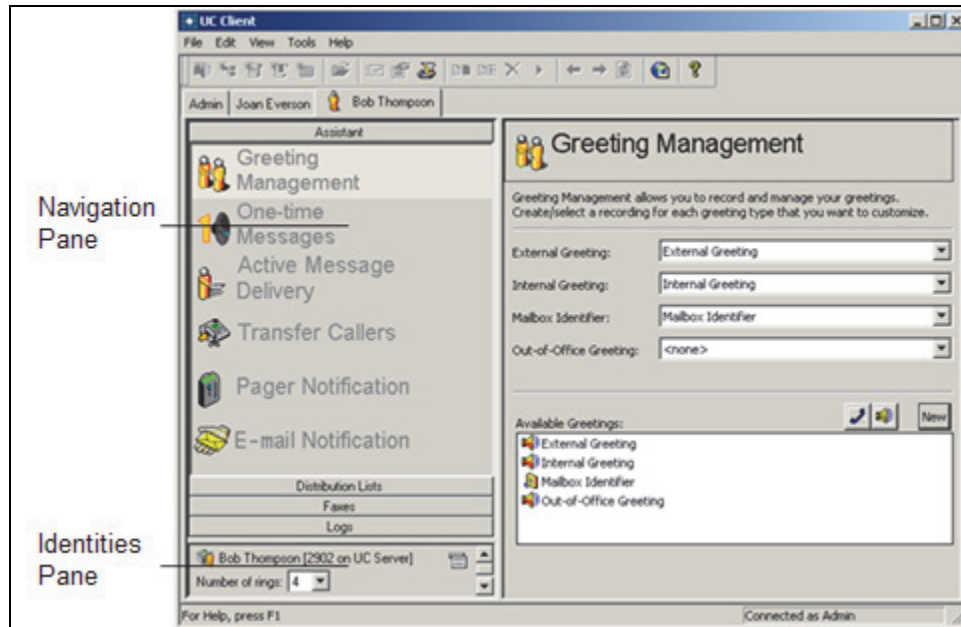 UC Client
File Edit View Tools Help
Admin Joan Everson Bob Thompson
Assistant
Greeting
Management
One-time
Messages
Active Message
Delivery
Transfer Callers
Pager Notification
E-mail Notification
Distribution Lists
Faxes
Logs
Bob Thompson [2902 on UC Server]
Number of rings: 4
Navigation
Pane
Identities
Pane
Greeting Management
Greeting Management allows you to record and manage your greetings.
Create/select a recording for each greeting type that you want to customize.
External Greeting: External Greeting
Internal Greeting: Internal Greeting
Mailbox Identifier: Mailbox Identifier
Out-of-Office Greeting: <none>
Available Greetings: New
External Greeting
Internal Greeting
Mailbox Identifier
Out-of-Office Greeting
For Help, press F1 Connected as Admin